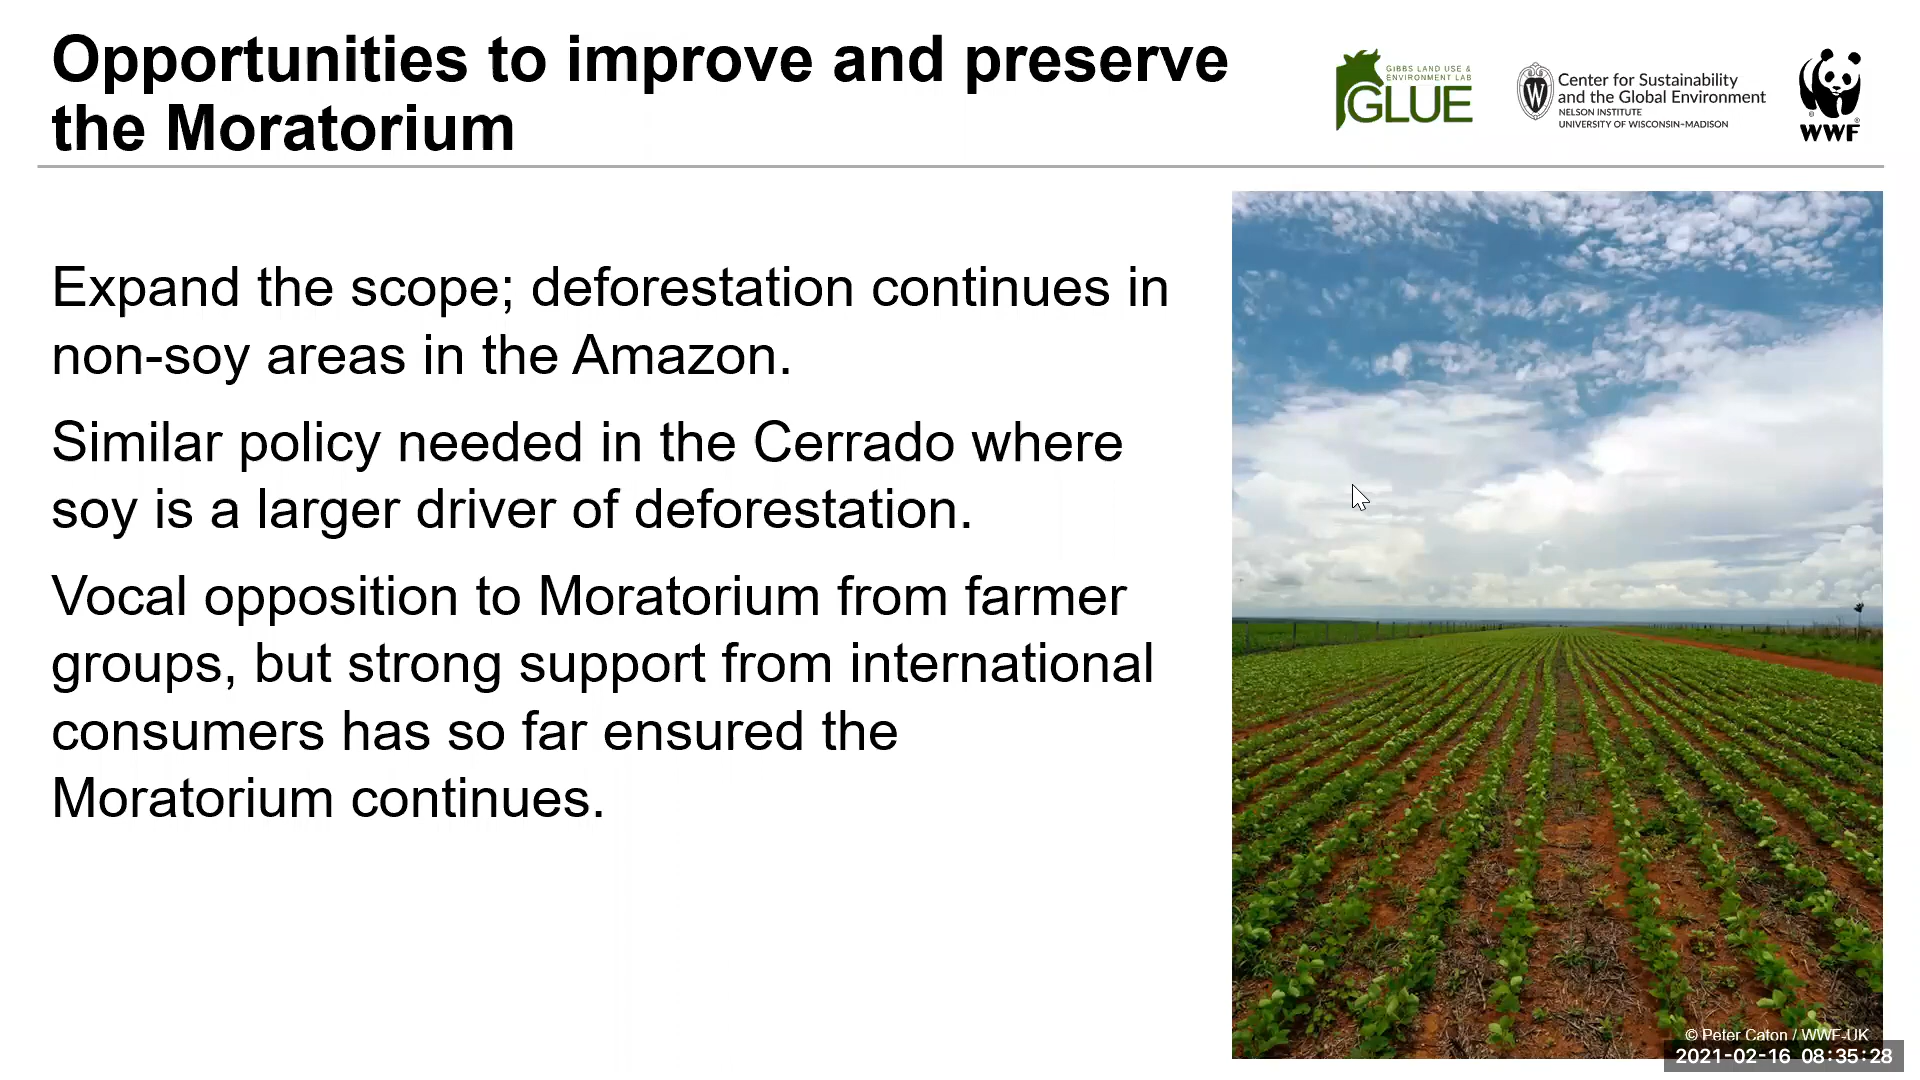 Opportunities to improve and preserve
the Moratorium
GIBBS LAND USE &
ENVIRONMENT LAB
GLUE
W
Center for Sustainability
and the Global Environment
NELSON INSTITUTE
UNIVERSITY OF WISCONSIN–MADISON
®
WWF
®
Expand the scope; deforestation continues in
non-soy areas in the Amazon.
Similar policy needed in the Cerrado where
soy is a larger driver of deforestation.
Vocal opposition to Moratorium from farmer
groups, but strong support from international
consumers has so far ensured the
Moratorium continues.
© Peter Caton / WWF-UK
2021-02-16 08:35:28